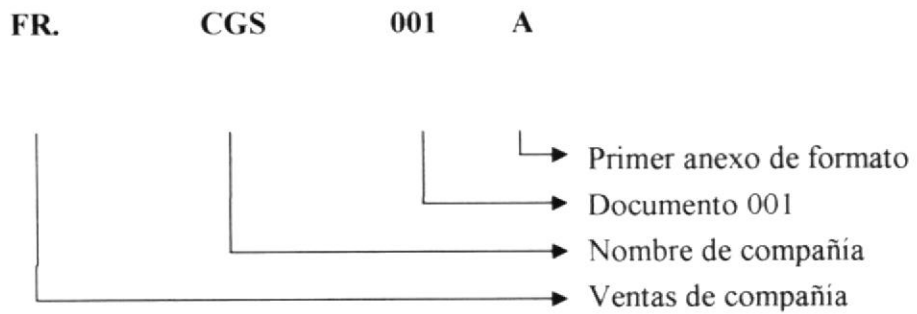 FR. CGS 001 A
Primer anexo de formato
Documento 001
Nombre de compañía
Ventas de compañía